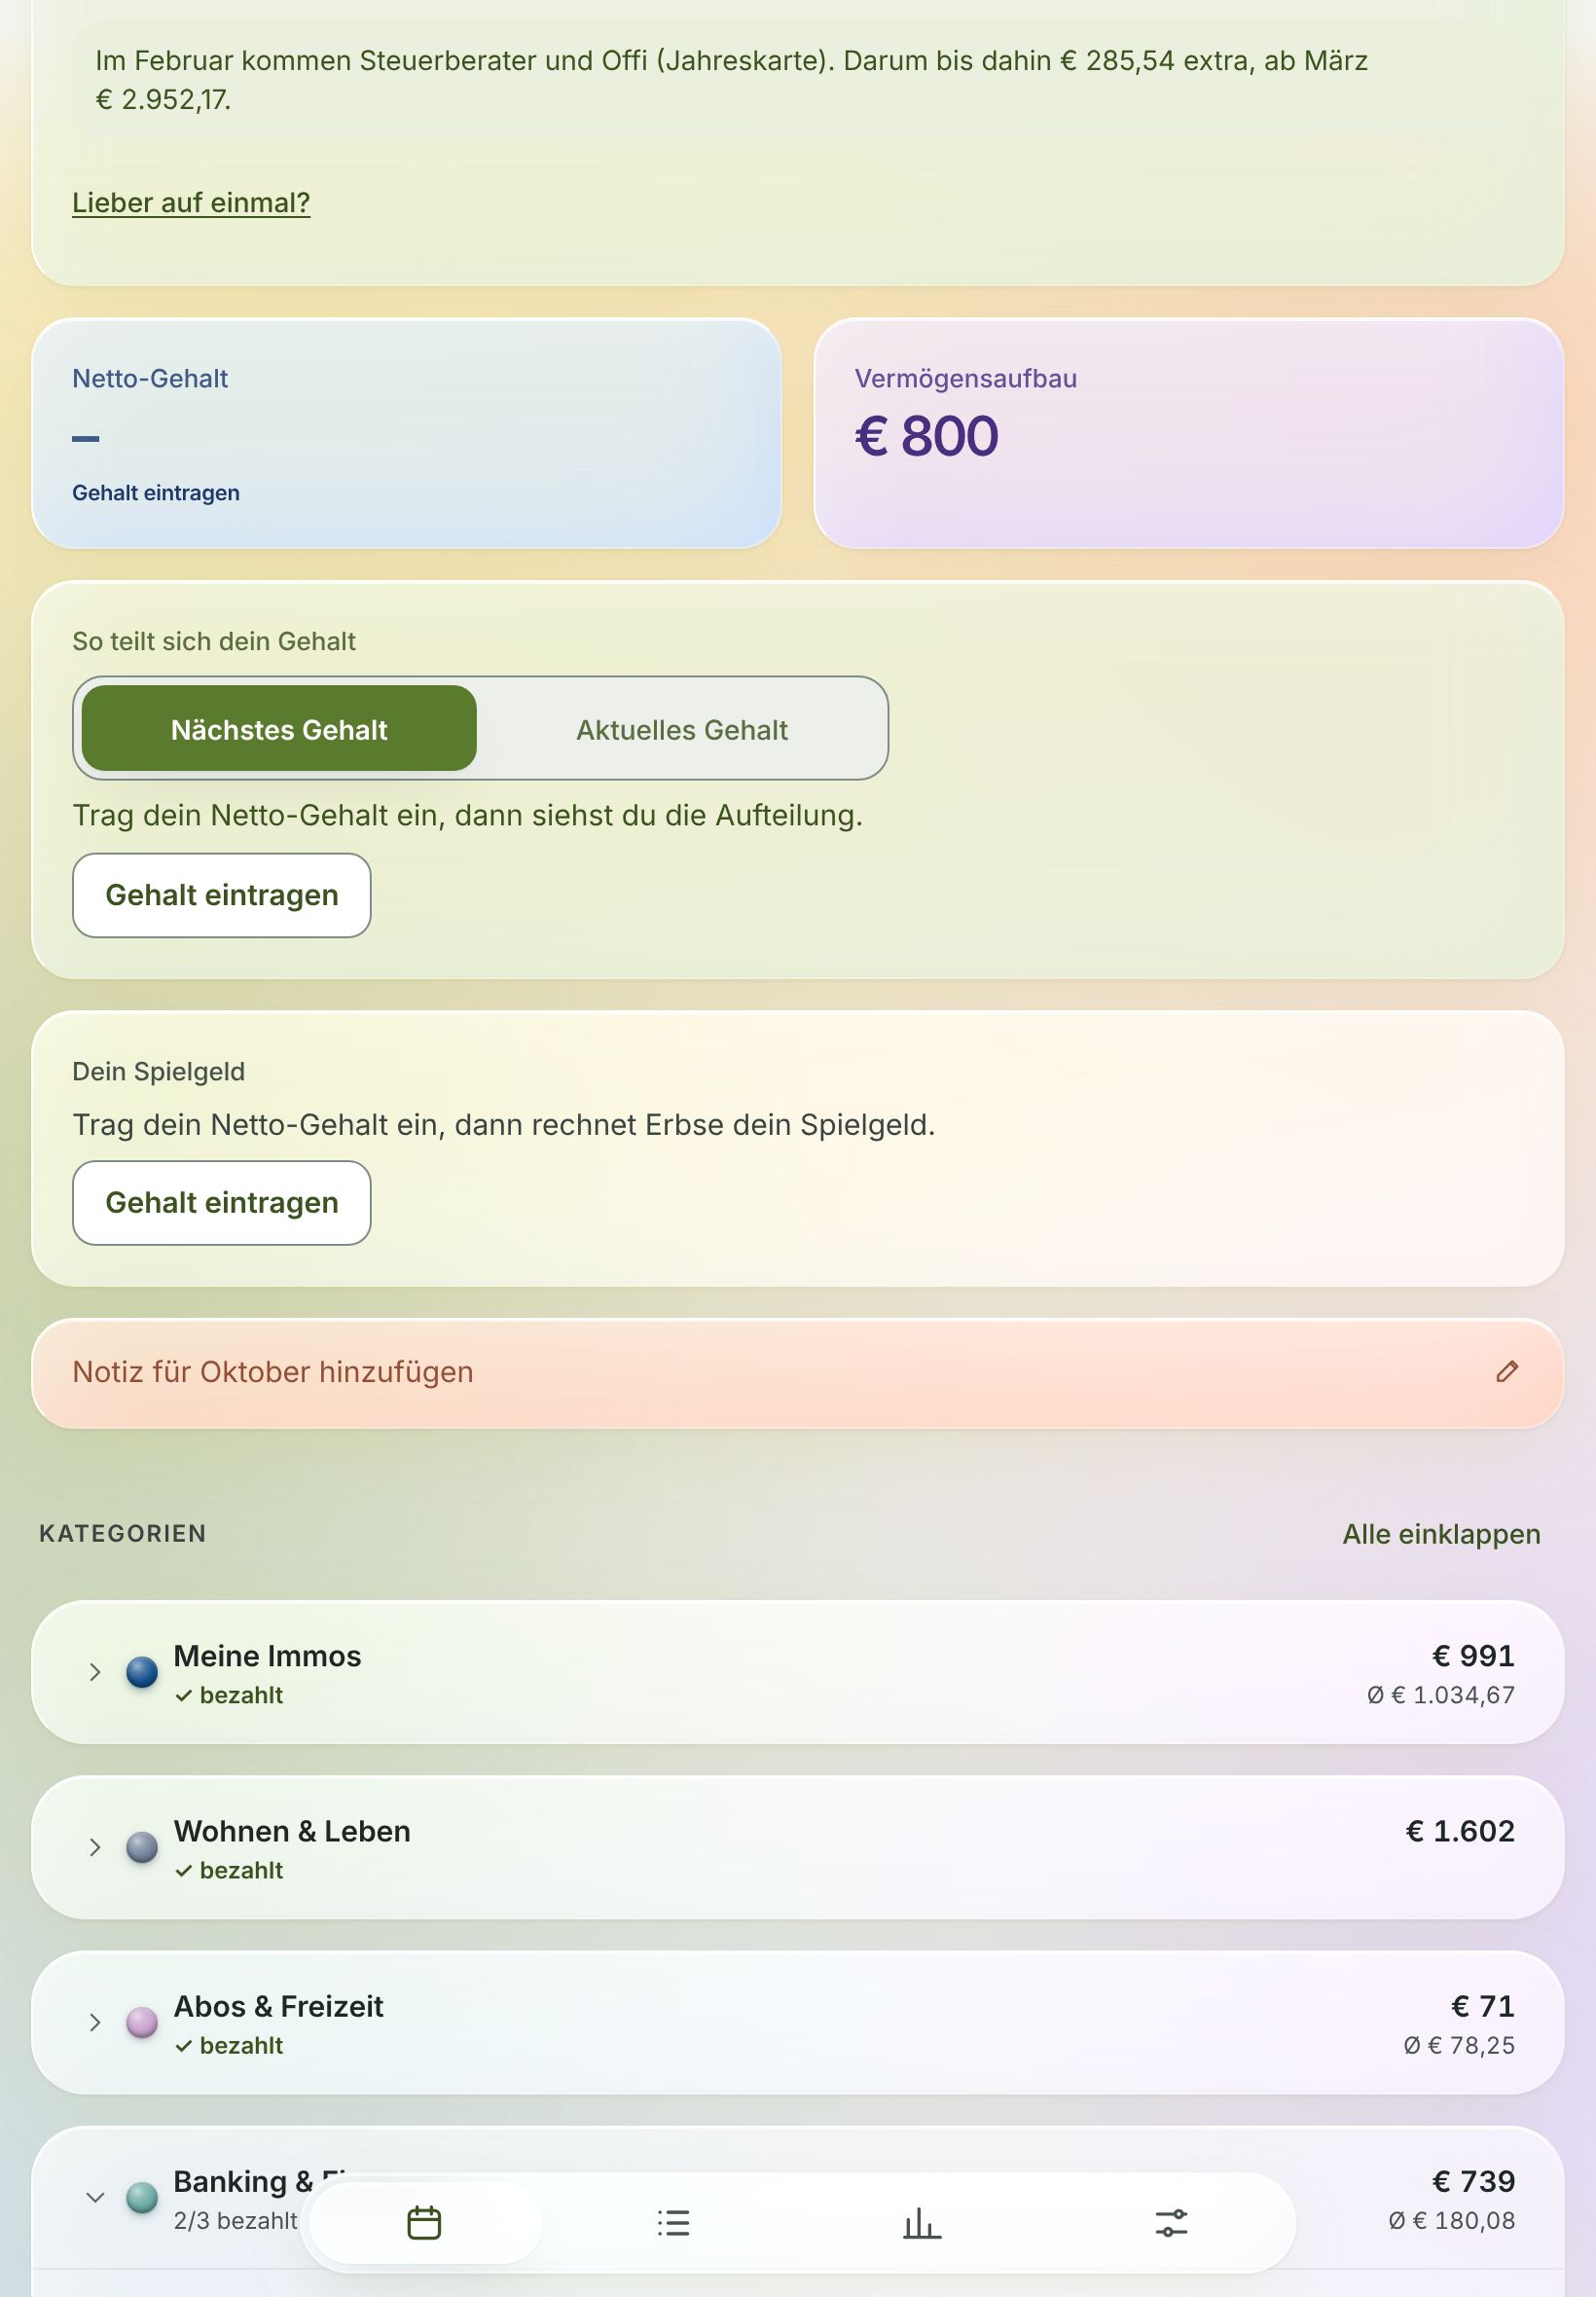 Im Februar kommen Steuerberater und Offi (Jahreskarte). Darum bis dahin € 285,54 extra, ab März
€ 2.952,17.
Lieber auf einmal?
Netto-Gehalt
–
Gehalt eintragen
Vermögensaufbau
€ 800
So teilt sich dein Gehalt
Nächstes Gehalt
Aktuelles Gehalt
Trag dein Netto-Gehalt ein, dann siehst du die Aufteilung.
Gehalt eintragen
Dein Spielgeld
Trag dein Netto-Gehalt ein, dann rechnet Erbse dein Spielgeld.
Gehalt eintragen
Notiz für Oktober hinzufügen
KATEGORIEN
Alle einklappen
Meine Immos
€ 991
✓ bezahlt
Ø € 1.034,67
Wohnen & Leben
€ 1.602
✓ bezahlt
Abos & Freizeit
€ 71
✓ bezahlt
Ø € 78,25
Banking &
€ 739
2/3 bezahlt
Ø € 180,08